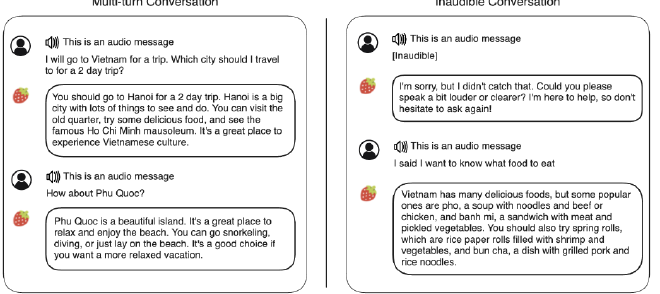 Multi-turn Conversation
This is an audio message
I will go to Vietnam for a trip. Which city should I travel
to for a 2 day trip?
You should go to Hanoi for a 2 day trip. Hanoi is a big
city with lots of things to see and do. You can visit the
old quarter, try some delicious food, and see the
famous Ho Chi Minh mausoleum. It's a great place to
experience Vietnamese culture.
This is an audio message
How about Phu Quoc?
Phu Quoc is a beautiful island. It's a great place to
relax and enjoy the beach. You can go snorkeling,
diving, or just lay on the beach. It's a good choice if
you want a more relaxed vacation.
Inaudible Conversation
This is an audio message
[Inaudible]
I'm sorry, but I didn't catch that. Could you please
speak a bit louder or clearer? I'm here to help, so don't
hesitate to ask again!
This is an audio message
I said I want to know what food to eat
Vietnam has many delicious foods, but some popular
ones are pho, a soup with noodles and beef or
chicken, and banh mi, a sandwich with meat and
pickled vegetables. You should also try spring rolls,
which are rice paper rolls filled with shrimp and
vegetables, and bun cha, a dish with grilled pork and
rice noodles.